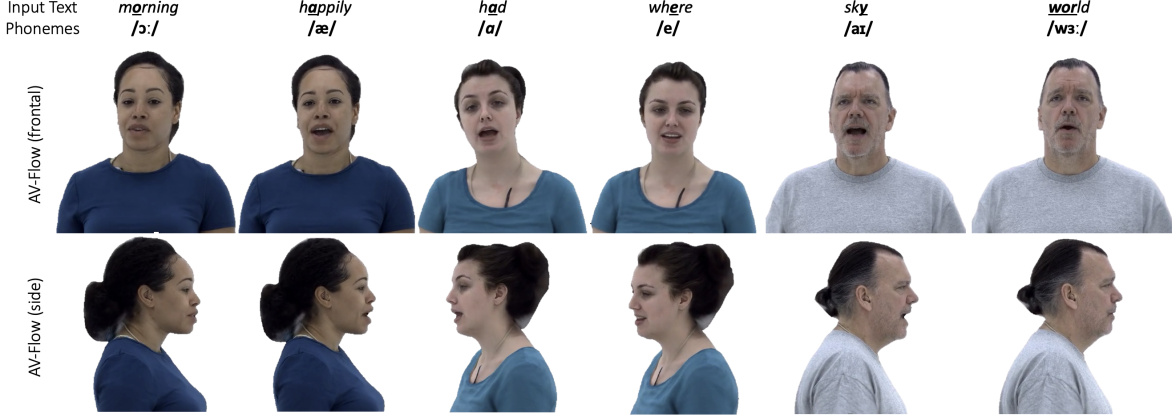 Input Text morning happily had where sky world
Phonemes /ɔː/ /æ/ /ɑ/ /e/ /aɪ/ /wɜː/
AV-Flow (frontal)
AV-Flow (side)